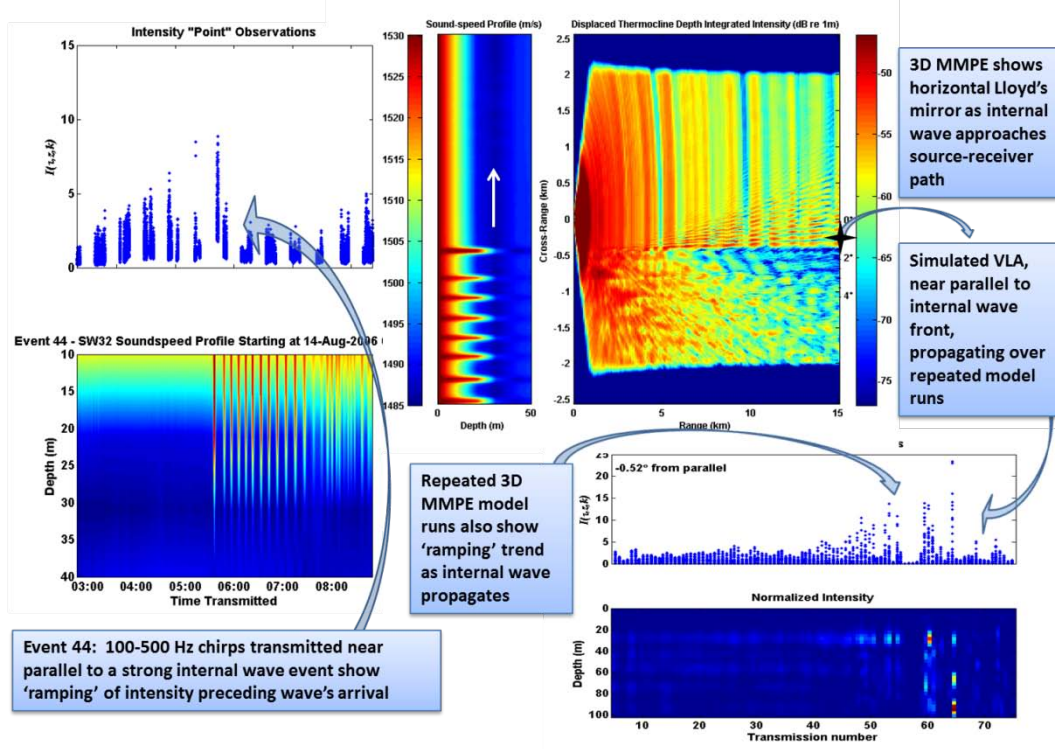 Intensity "Point" Observations
15
10
5
0
I(τ,z,k)
Sound-speed Profile (m/s)
1530
1525
1520
1515
1510
1505
1500
1495
1490
1485
0
50
Depth (m)
Displaced Thermocline Depth Integrated Intensity (dB re 1m)
2.5
2
1.5
1
0.5
0
-0.5
-1
-1.5
-2
-2.5
Cross-Range (km)
0
5
10
15
Range (km)
0°
2°
4°
-50
-55
-60
-65
-70
-75
3D MMPE shows
horizontal Lloyd's
mirror as internal
wave approaches
source-receiver
path
Simulated VLA,
near parallel to
internal wave
front,
propagating over
repeated model
runs
Event 44 - SW32 Soundspeed Profile Starting at 14-Aug-2006
10
15
20
25
30
35
40
Depth (m)
03:00
04:00
05:00
06:00
07:00
08:00
Time Transmitted
Repeated 3D
MMPE model
runs also show
'ramping' trend
as internal wave
propagates
s
-0.52° from parallel
25
20
15
10
5
0
I(τ,z,k)
Normalized Intensity
0
20
40
60
80
100
Depth (m)
10
20
30
40
50
60
70
Transmission number
Event 44: 100-500 Hz chirps transmitted near
parallel to a strong internal wave event show
'ramping' of intensity preceding wave's arrival